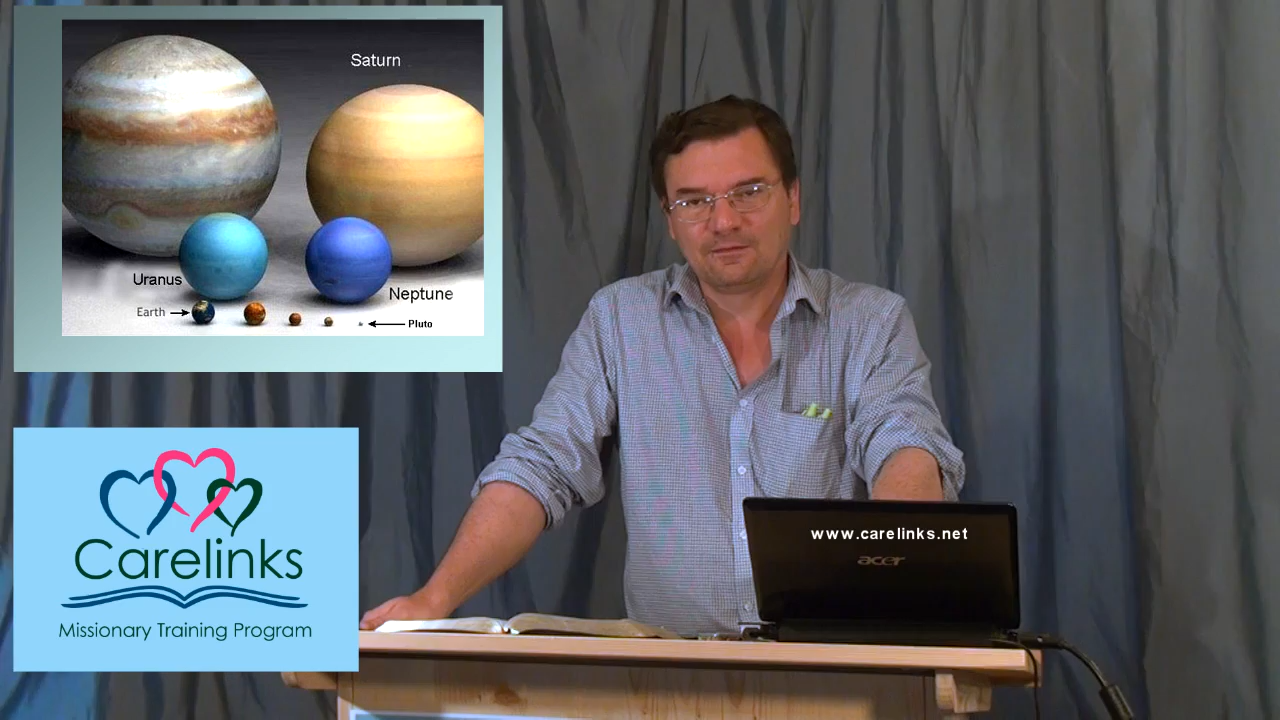 Saturn
Uranus
Neptune
Earth
Pluto
Carelinks
Missionary Training Program
www.carelinks.net
acer